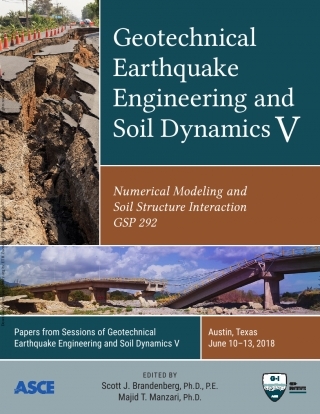 Geotechnical
Earthquake
Engineering and
Soil Dynamics V
Numerical Modeling and
Soil Structure Interaction
GSP 292
Papers from Sessions of Geotechnical
Earthquake Engineering and Soil Dynamics V
Austin, Texas
June 10–13, 2018
EDITED BY
Scott J. Brandenberg, Ph.D., P.E.
Majid T. Manzari, Ph.D.
ASCE
G-I
GEO-
INSTITUTE